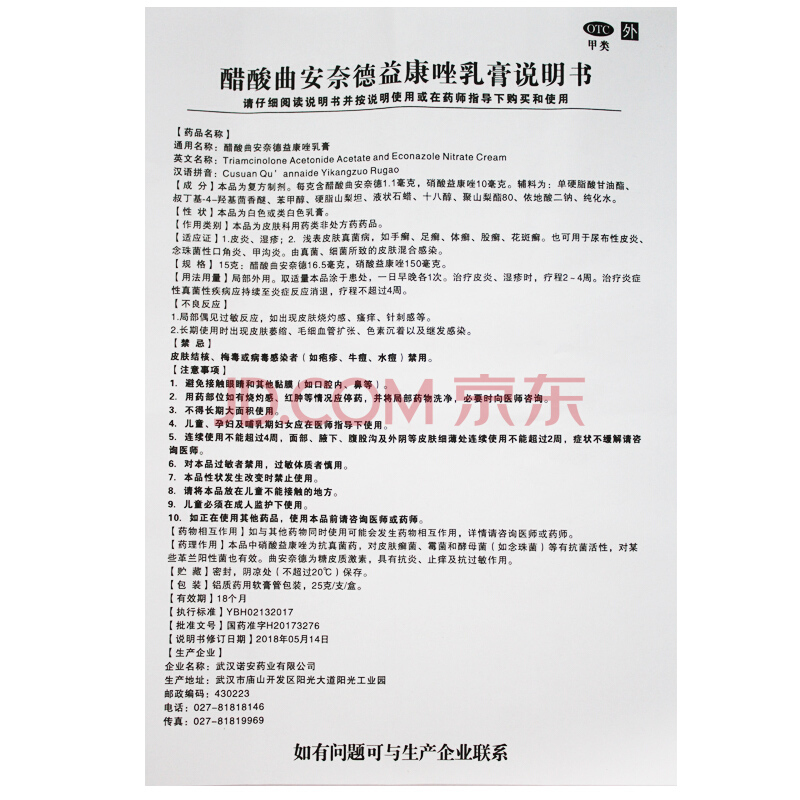 OTC 外
甲类
醋酸曲安奈德益康唑乳膏说明书
请仔细阅读说明书并按说明使用或在药师指导下购买和使用
【药品名称】
通用名称：醋酸曲安奈德益康唑乳膏
英文名称：Triamcinolone Acetonide Acetate and Econazole Nitrate Cream
汉语拼音：Cusuan Qu'annaide Yikangzuo Rugao
【成 分】本品为复方制剂。每克含醋酸曲安奈德1.1毫克，硝酸益康唑10毫克。辅料为：单硬脂酸甘油酯、
叔丁基-4-羟基茴香醚、苯甲醇、硬脂山梨坦、液状石蜡、十八醇、聚山梨酯80、依地酸二钠、纯化水。
【性 状】本品为白色或类白色乳膏。
【作用类别】本品为皮肤科用药类非处方药药品。
【适应证】1.皮炎、湿疹；2. 浅表皮肤真菌病，如手癣、足癣、体癣、股癣、花斑癣。也可用于尿布性皮炎、
念珠菌性口角炎、甲沟炎。由真菌、细菌所致的皮肤混合感染。
【规 格】15克：醋酸曲安奈德16.5毫克，硝酸益康唑150毫克。
【用法用量】局部外用。取适量本品涂于患处，一日早晚各1次。治疗皮炎、湿疹时，疗程2-4周。治疗炎症
性真菌性疾病应持续至炎症反应消退，疗程不超过4周。
【不良反应】
1.局部偶见过敏反应，如出现皮肤烧灼感、瘙痒、针刺感等。
2.长期使用时出现皮肤萎缩、毛细血管扩张、色素沉着以及继发感染。
【禁 忌】
皮肤结核、梅毒或病毒感染者（如疱疹、牛痘、水痘）禁用。
【注意事项】
1. 避免接触眼睛和其他黏膜（如口腔内、鼻等）。
2. 用药部位如有烧灼感、红肿等情况应停药，并将局部药物洗净，必要时向医师咨询。
3. 不得长期大面积使用。
4. 儿童、孕妇及哺乳期妇女应在医师指导下使用。
5. 连续使用不能超过4周，面部、腋下、腹股沟及外阴等皮肤细薄处连续使用不能超过2周，症状不缓解请咨
询医师。
6. 对本品过敏者禁用，过敏体质者慎用。
7. 本品性状发生改变时禁止使用。
8. 请将本品放在儿童不能接触的地方。
9. 儿童必须在成人监护下使用。
10. 如正在使用其他药品，使用本品前请咨询医师或药师。
【药物相互作用】如与其他药物同时使用可能会发生药物相互作用，详情请咨询医师或药师。
【药理作用】本品中硝酸益康唑为抗真菌药，对皮肤癣菌、霉菌和酵母菌（如念珠菌）等有抗菌活性，对某
些革兰阳性菌也有效。曲安奈德为糖皮质激素，具有抗炎、止痒及抗过敏作用。
【贮 藏】密封，阴凉处（不超过20℃）保存。
【包 装】铝质药用软膏管包装，25克/支/盒。
【有效期】18个月
【执行标准】YBH02132017
【批准文号】国药准字H20173276
【说明书修订日期】2018年05月14日
【生产企业】
企业名称：武汉诺安药业有限公司
生产地址：武汉市庙山开发区阳光大道阳光工业园
邮政编码：430223
电话：027-81818146
传真：027-81819969
如有问题可与生产企业联系
JD.COM 京东